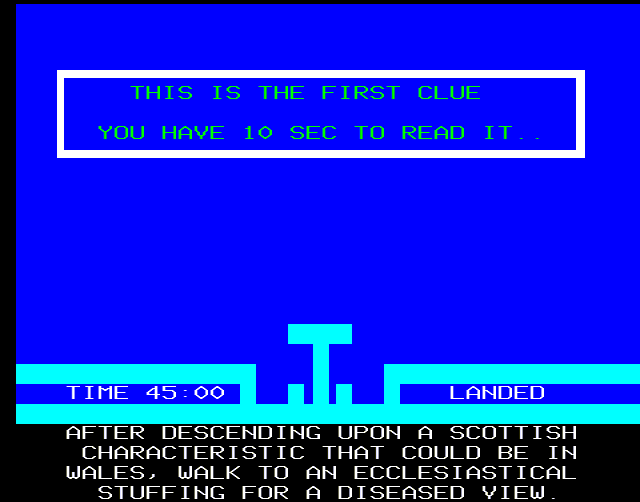 THIS IS THE FIRST CLUE
YOU HAVE 10 SEC TO READ IT..
TIME 45:00
LANDED
AFTER DESCENDING UPON A SCOTTISH
CHARACTERISTIC THAT COULD BE IN
WALES, WALK TO AN ECCLESIASTICAL
STUFFING FOR A DISEASED VIEW.